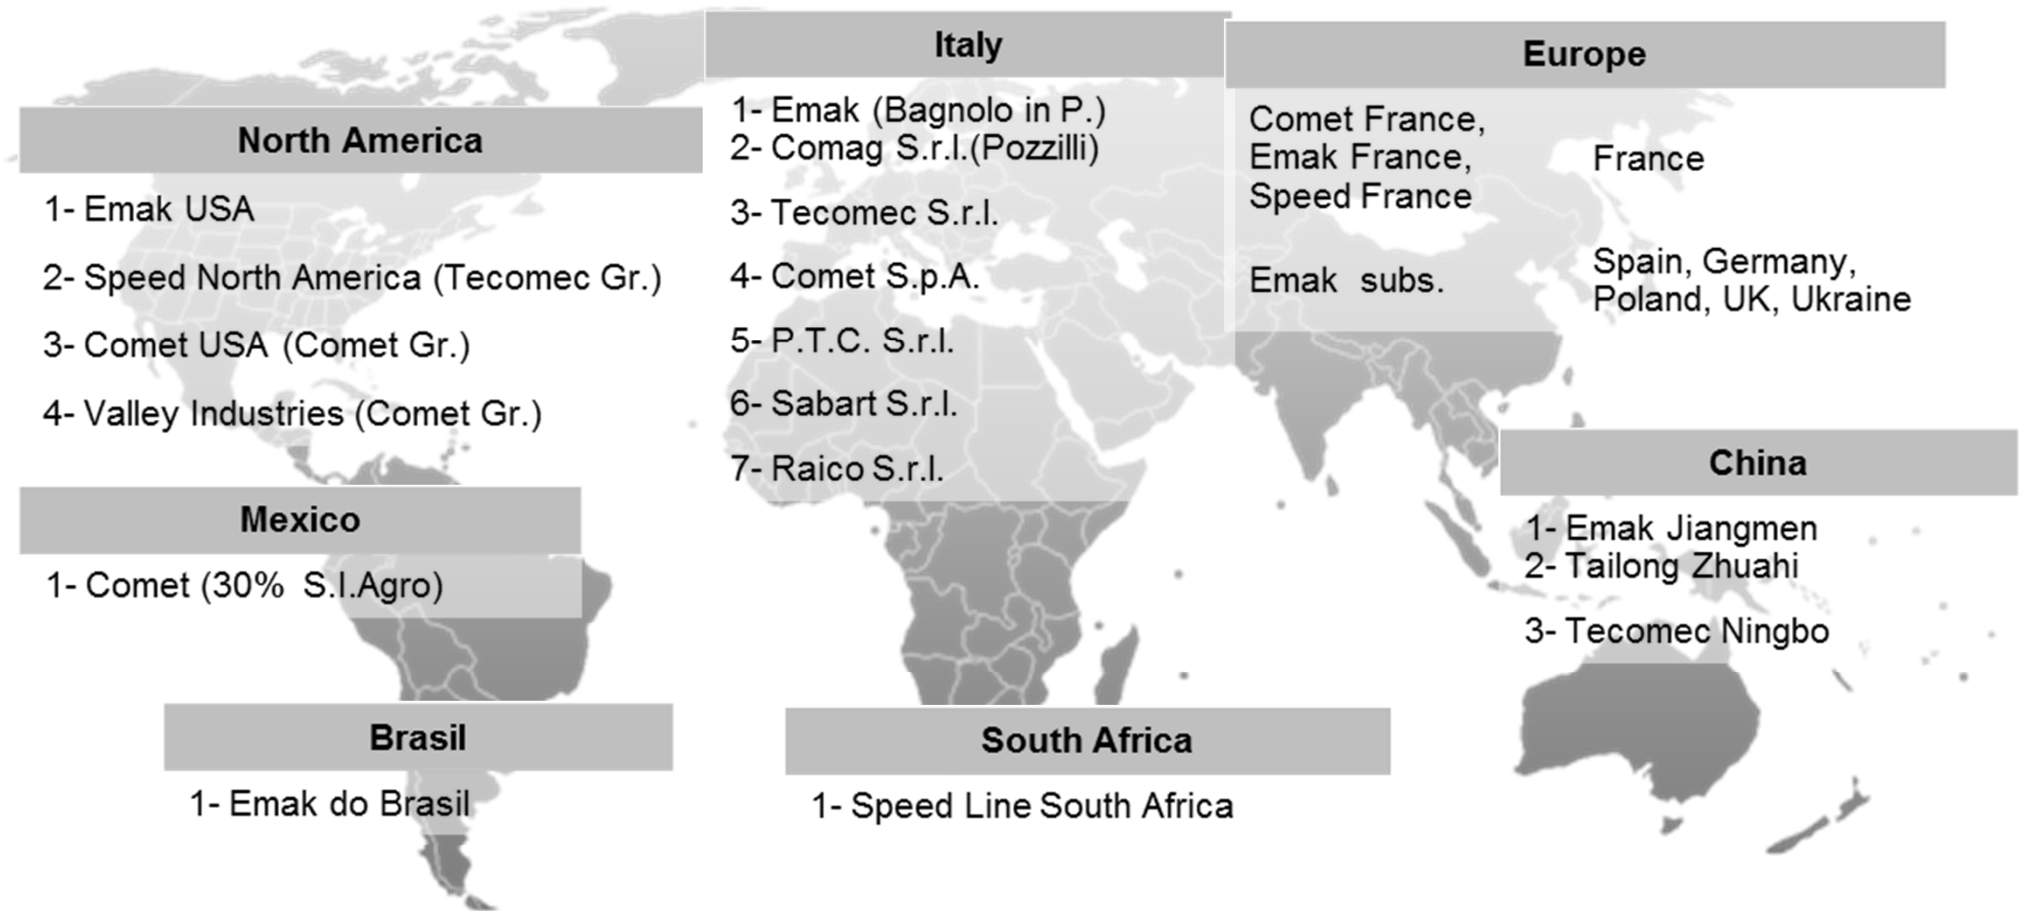 North America
1- Emak USA
2- Speed North America (Tecomec Gr.)
3- Comet USA (Comet Gr.)
4- Valley Industries (Comet Gr.)
Mexico
1- Comet (30% S.I.Agro)
Brasil
1- Emak do Brasil
Italy
1- Emak (Bagnolo in P.)
2- Comag S.r.l.(Pozzilli)
3- Tecomec S.r.l.
4- Comet S.p.A.
5- P.T.C. S.r.l.
6- Sabart S.r.l.
7- Raico S.r.l.
South Africa
1- Speed Line South Africa
Europe
Comet France,
Emak France,
Speed France
France
Emak subs.
Spain, Germany,
Poland, UK, Ukraine
China
1- Emak Jiangmen
2- Tailong Zhuahi
3- Tecomec Ningbo